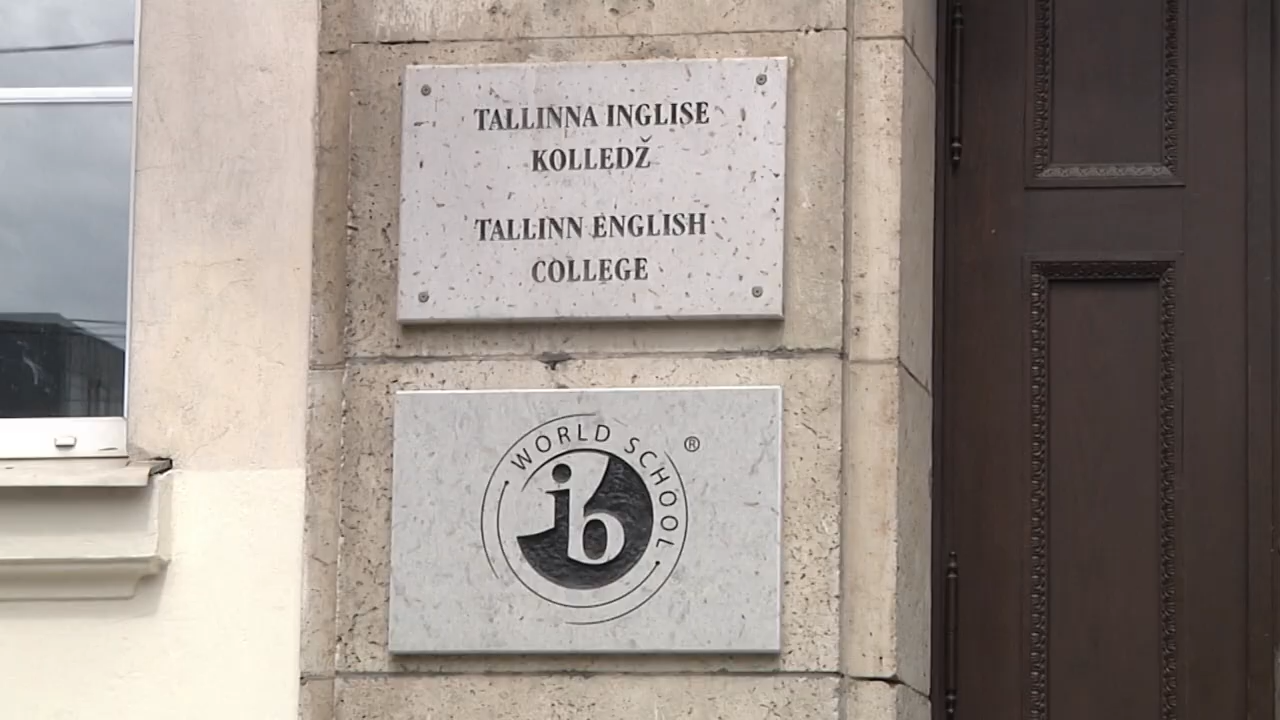 TALLINNA INGLISE
KOLLEDŽ
TALLINN ENGLISH
COLLEGE
WORLD SCHOOL ®
ib